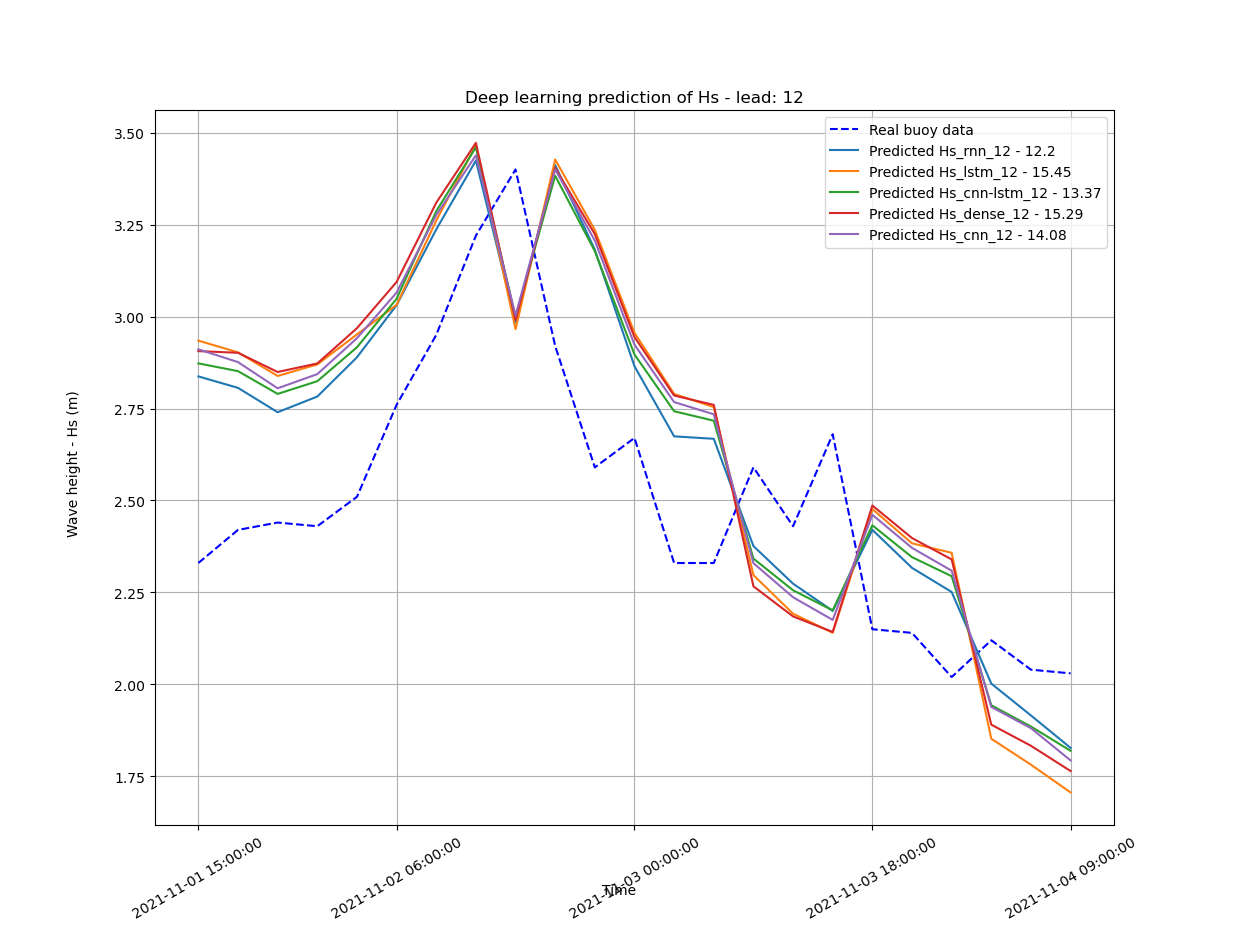 Deep learning prediction of Hs - lead: 12
Real buoy data
Predicted Hs_rnn_12 - 12.2
Predicted Hs_lstm_12 - 15.45
Predicted Hs_cnn-lstm_12 - 13.37
Predicted Hs_dense_12 - 15.29
Predicted Hs_cnn_12 - 14.08
Wave height - Hs (m)
3.50
3.25
3.00
2.75
2.50
2.25
2.00
1.75
2021-11-01 15:00:00
2021-11-02 06:00:00
2021-11-03 00:00:00
2021-11-03 18:00:00
2021-11-04 09:00:00
Time